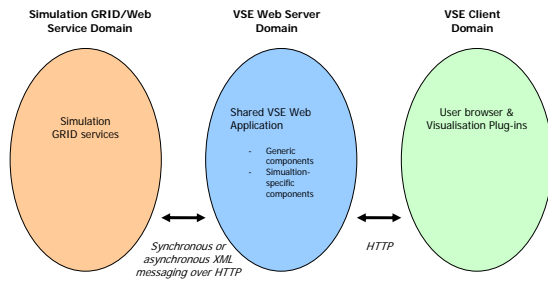 Simulation GRID/Web
Service Domain
VSE Web Server
Domain
VSE Client
Domain
Simulation
GRID services
Shared VSE Web
Application
- Generic
components
- Simualtion-
specific
components
User browser &
Visualisation Plug-ins
Synchronous or
asynchronous XML
messaging over HTTP
HTTP